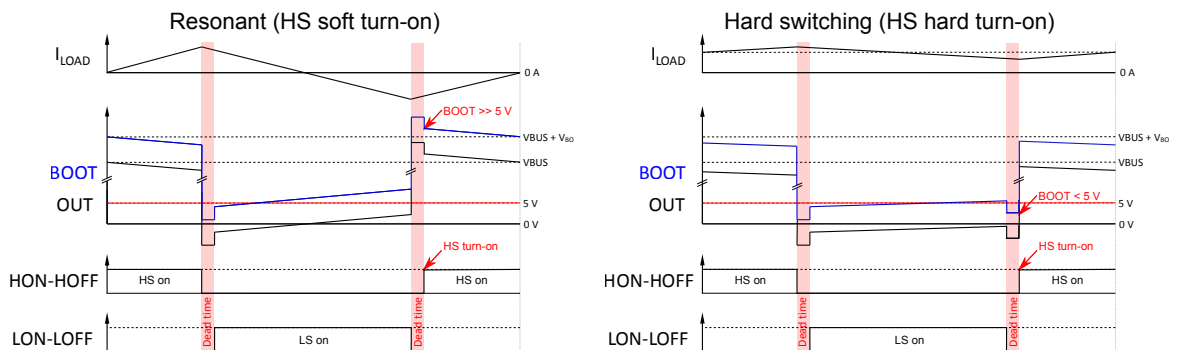 Resonant (HS soft turn-on)
I LOAD
0 A
BOOT >> 5 V
VBUS + VBO
VBUS
BOOT
OUT
5 V
0 V
HS turn-on
HON-HOFF
HS on
HS on
Dead time
Dead time
LON-LOFF
LS on
Hard switching (HS hard turn-on)
I LOAD
0 A
VBUS + VBO
VBUS
BOOT
OUT
BOOT < 5 V
5 V
0 V
HS turn-on
HON-HOFF
HS on
HS on
Dead time
Dead time
LON-LOFF
LS on